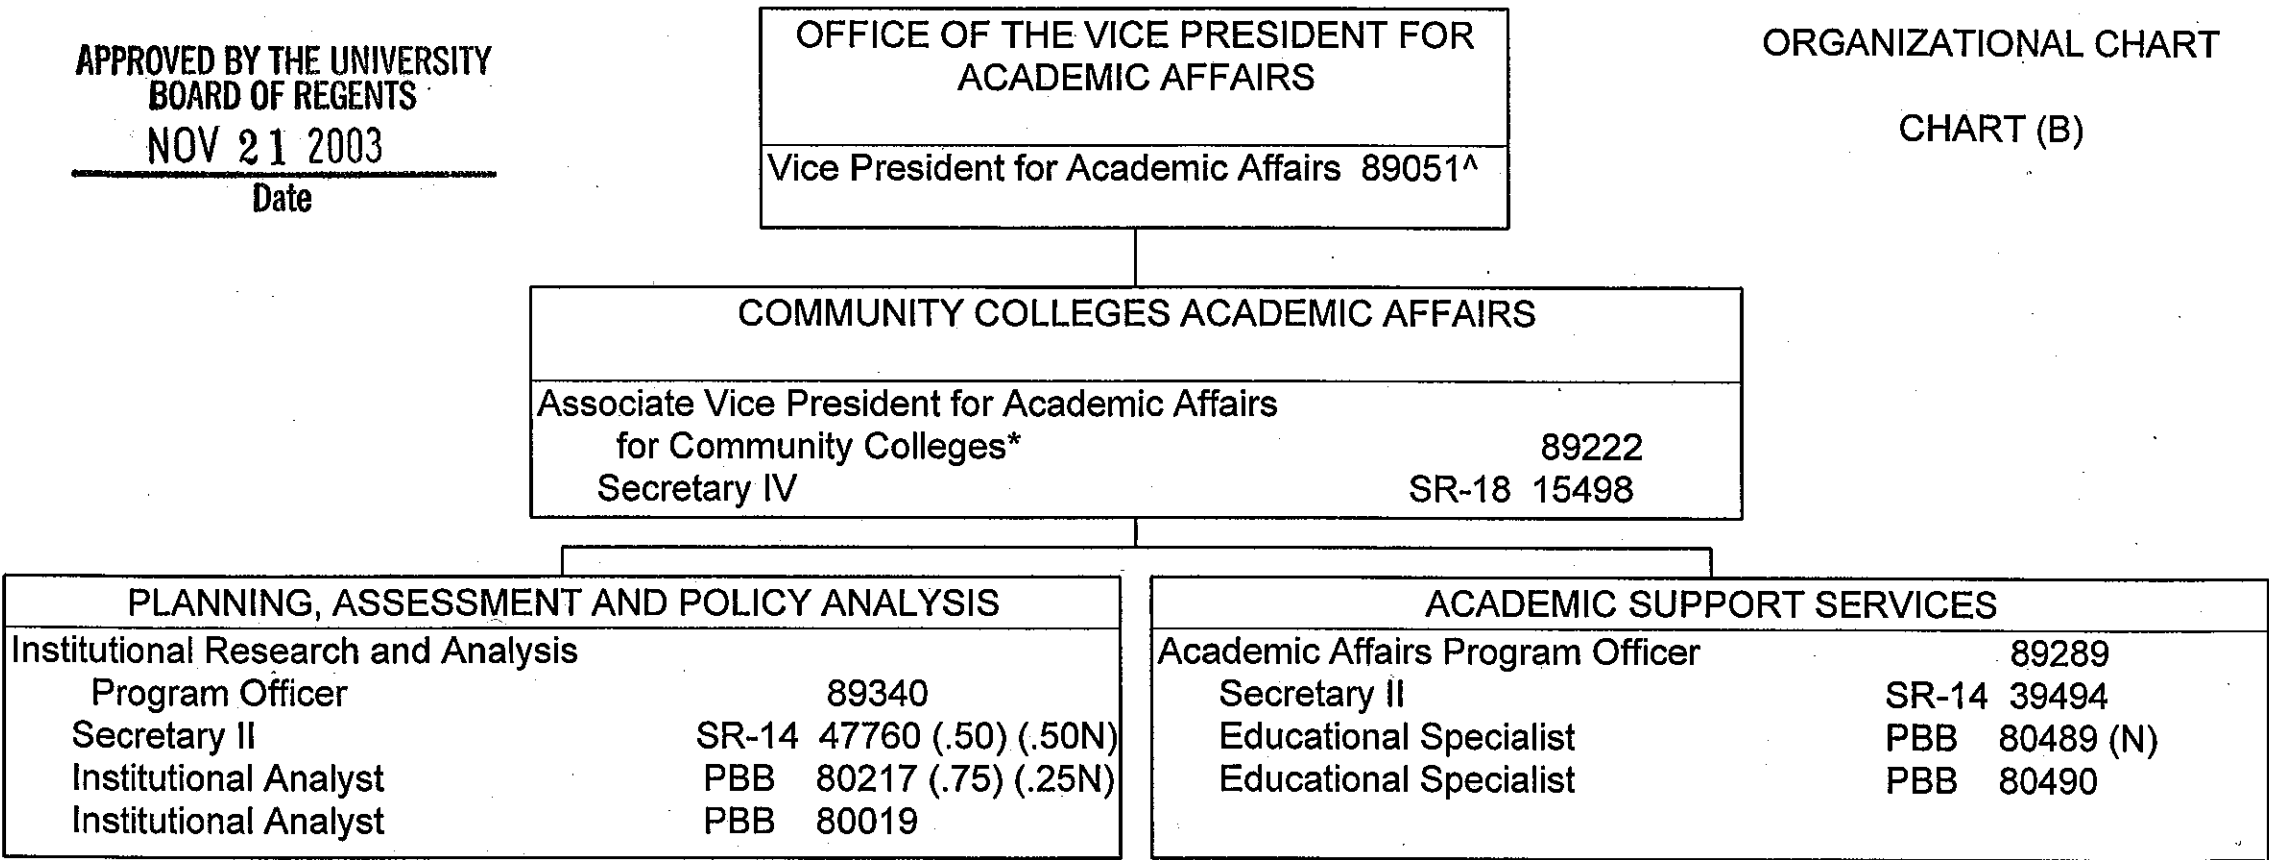 APPROVED BY THE UNIVERSITY
BOARD OF REGENTS
NOV 21 2003
Date
OFFICE OF THE VICE PRESIDENT FOR
ACADEMIC AFFAIRS
Vice President for Academic Affairs 89051^
ORGANIZATIONAL CHART
CHART (B)
COMMUNITY COLLEGES ACADEMIC AFFAIRS
Associate Vice President for Academic Affairs
for Community Colleges* 89222
Secretary IV SR-18 15498
PLANNING, ASSESSMENT AND POLICY ANALYSIS
Institutional Research and Analysis
Program Officer 89340
Secretary II SR-14 47760 (.50) (.50N)
Institutional Analyst PBB 80217 (.75) (.25N)
Institutional Analyst PBB 80019
ACADEMIC SUPPORT SERVICES
Academic Affairs Program Officer 89289
Secretary II SR-14 39494
Educational Specialist PBB 80489 (N)
Educational Specialist PBB 80490